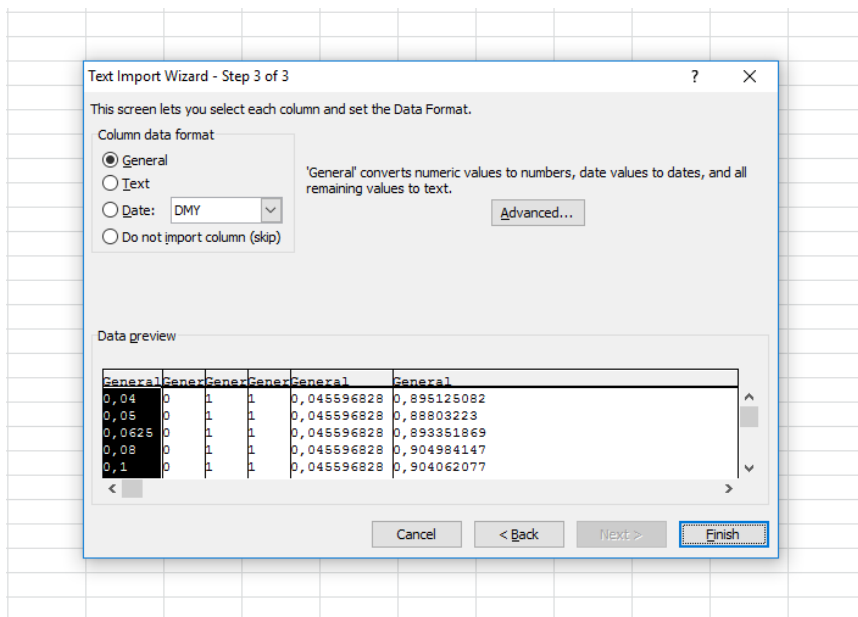 Text Import Wizard - Step 3 of 3
This screen lets you select each column and set the Data Format.
Column data format
General
Text
Date: DMY
Do not import column (skip)
'General' converts numeric values to numbers, date values to dates, and all
remaining values to text.
Advanced...
Data preview
General Gener Gener Gener General General
0,04 0 1 1 0,045596828 0,895125082
0,05 0 1 1 0,045596828 0,88803223
0,0625 0 1 1 0,045596828 0,893351869
0,08 0 1 1 0,045596828 0,904984147
0,1 0 1 1 0,045596828 0,904062077
Cancel < Back Next > Finish